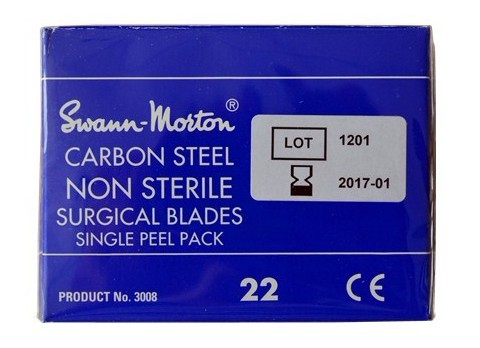 Swann-Morton®
CARBON STEEL
NON STERILE
SURGICAL BLADES
SINGLE PEEL PACK
LOT 1201
2017-01
PRODUCT No. 3008 22 CE